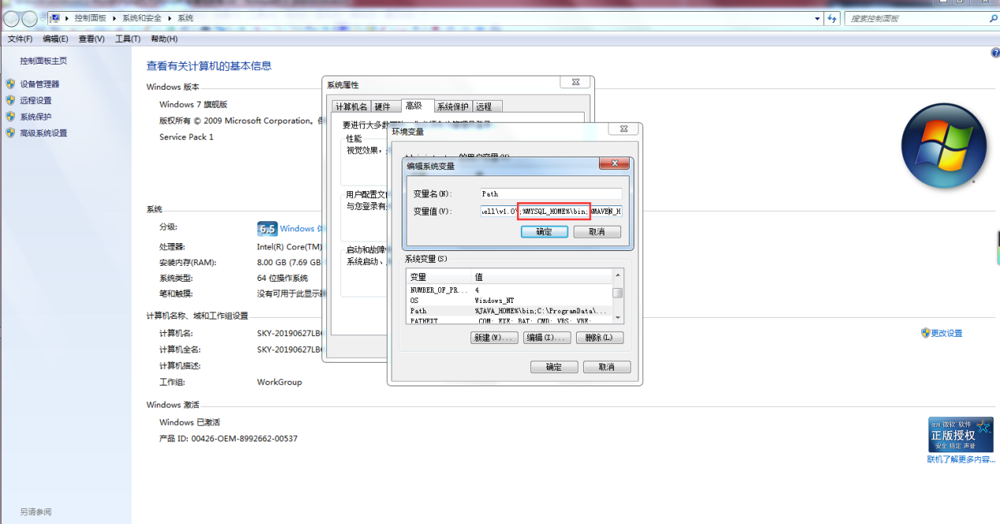 控制面板 ▸ 系统和安全 ▸ 系统
搜索控制面板
文件(F) 编辑(E) 查看(V) 工具(T) 帮助(H)
控制面板主页
设备管理器
远程设置
系统保护
高级系统设置
另请参阅
查看有关计算机的基本信息
Windows 版本
Windows 7 旗舰版
版权所有 © 2009 Microsoft Corporation。
Service Pack 1
系统
分级:
6.5 Windows
处理器:
Intel(R) Core(TM)
安装内存(RAM):
8.00 GB (7.69 GB
系统类型:
64 位操作系统
笔和触摸:
没有可用于此显示
计算机名称、域和工作组设置
计算机名:
SKY-20190627LB
计算机全名:
SKY-20190627LB
计算机描述:
工作组:
WorkGroup
更改设置
Windows 激活
Windows 已激活
产品 ID: 00426-OEM-8992662-00537
使用 微软 软件
正版授权
安全 稳定 声誉
联机了解更多内容...
系统属性
计算机名 硬件 高级 系统保护 远程
要进行大多数
性能
视觉效果，
用户配置文
与您登录有
启动和故障
系统启动、
环境变量
的用户变量(U)
编辑系统变量
变量名(N):
Path
变量值(V):
ell\v1.0\;%MYSQL_HOME%\bin;%MAVEN_H
确定 取消
系统变量(S)
变量 值
NUMBER_OF_PR... 4
OS Windows_NT
Path %JAVA_HOME%\bin;C:\ProgramData\...
PATHEXT .COM;.EXE;.BAT;.CMD;.VBS;.VBE;
新建(W)... 编辑(I)... 删除(L)
确定 取消